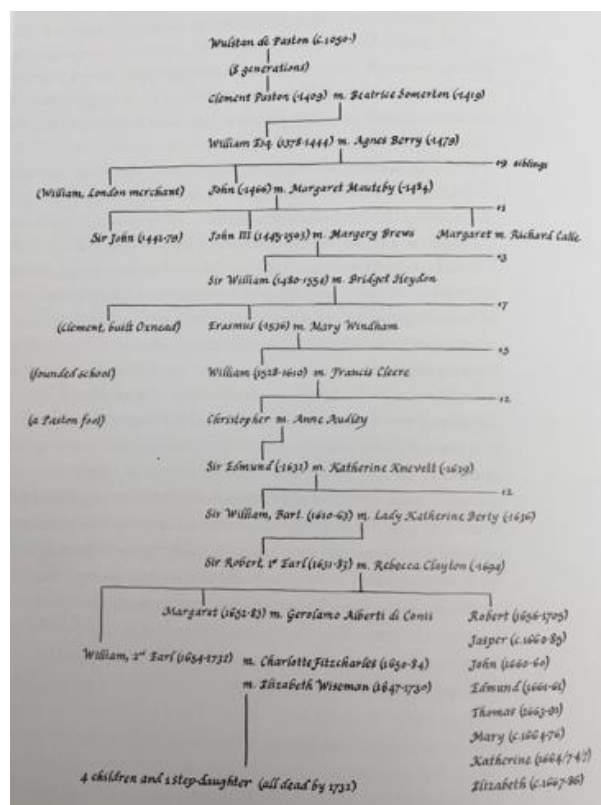 Wulstan de Paston (c.1050-)
(8 generations)
Clement Paston (-1409) m. Beatrice Somerton (-1419)
William Esq. (1378-1444) m. Agnes Berry (-1479)
+9 siblings
(William, London merchant) John (-1466) m. Margaret Mauteby (-1484)
+1
Sir John (1442-79) John III (1445-1503) m. Margery Brews Margaret m. Richard Calle
+3
Sir William (1480-1554) m. Bridget Heydon
+7
(Clement, built Oxnead) Erasmus (-1536) m. Mary Windham
+5
(founded school) William (1528-1610) m. Francis Cleere
+2
(a Paston fool) Christopher m. Anne Audley
Sir Edmund (-1632) m. Katherine Knevett (-1629)
+2
Sir William, Bart. (1610-63) m. Lady Katherine Berty (-1636)
Sir Robert, 1st Earl (1631-83) m. Rebecca Clayton (-1694)
Margaret (1652-83) m. Gerolamo Alberti di Conti Robert (1656-1705)
Jasper (c.1660-85)
William, 2nd Earl (1654-1732) m. Charlotte Fitzcharles (1650-84) John (1660-60)
m. Elizabeth Wiseman (1647-1730) Edmund (1661-61)
Thomas (1663-91)
Mary (c.1664-76)
Katherine (1664/7-4/7)
4 children and 1 step-daughter (all dead by 1732) Elizabeth (c.1667-86)